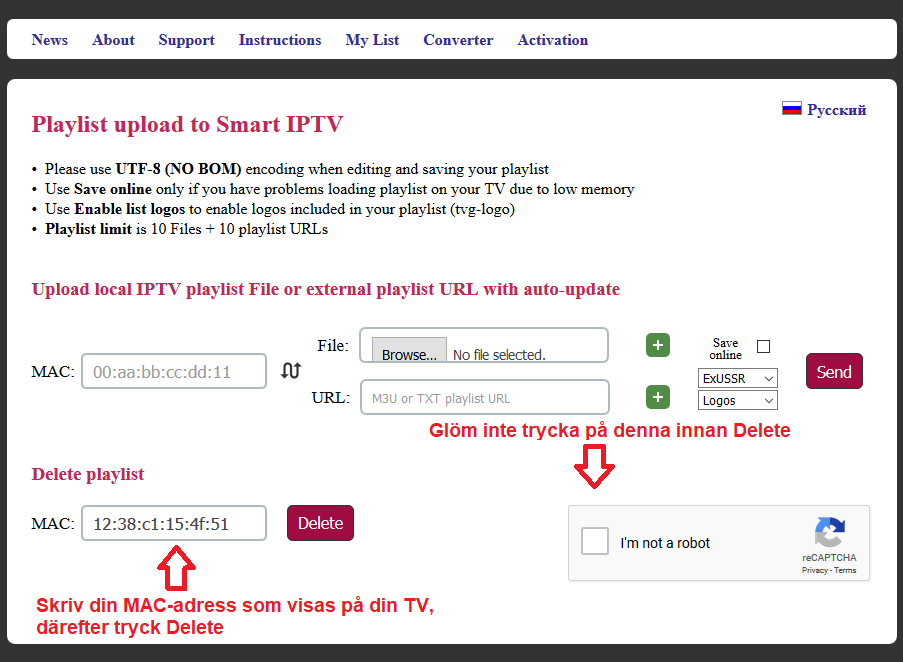 News About Support Instructions My List Converter Activation
Русский
Playlist upload to Smart IPTV
• Please use UTF-8 (NO BOM) encoding when editing and saving your playlist
• Use Save online only if you have problems loading playlist on your TV due to low memory
• Use Enable list logos to enable logos included in your playlist (tvg-logo)
• Playlist limit is 10 Files + 10 playlist URLs
Upload local IPTV playlist File or external playlist URL with auto-update
File: Browse... No file selected. +
Save
online
MAC: 00:aa:bb:cc:dd:11
ExUSSR
Send
URL: M3U or TXT playlist URL +
Logos
Glöm inte trycka på denna innan Delete
Delete playlist
MAC: 12:38:c1:15:4f:51 Delete
I'm not a robot
reCAPTCHA
Privacy - Terms
Skriv din MAC-adress som visas på din TV,
därefter tryck Delete